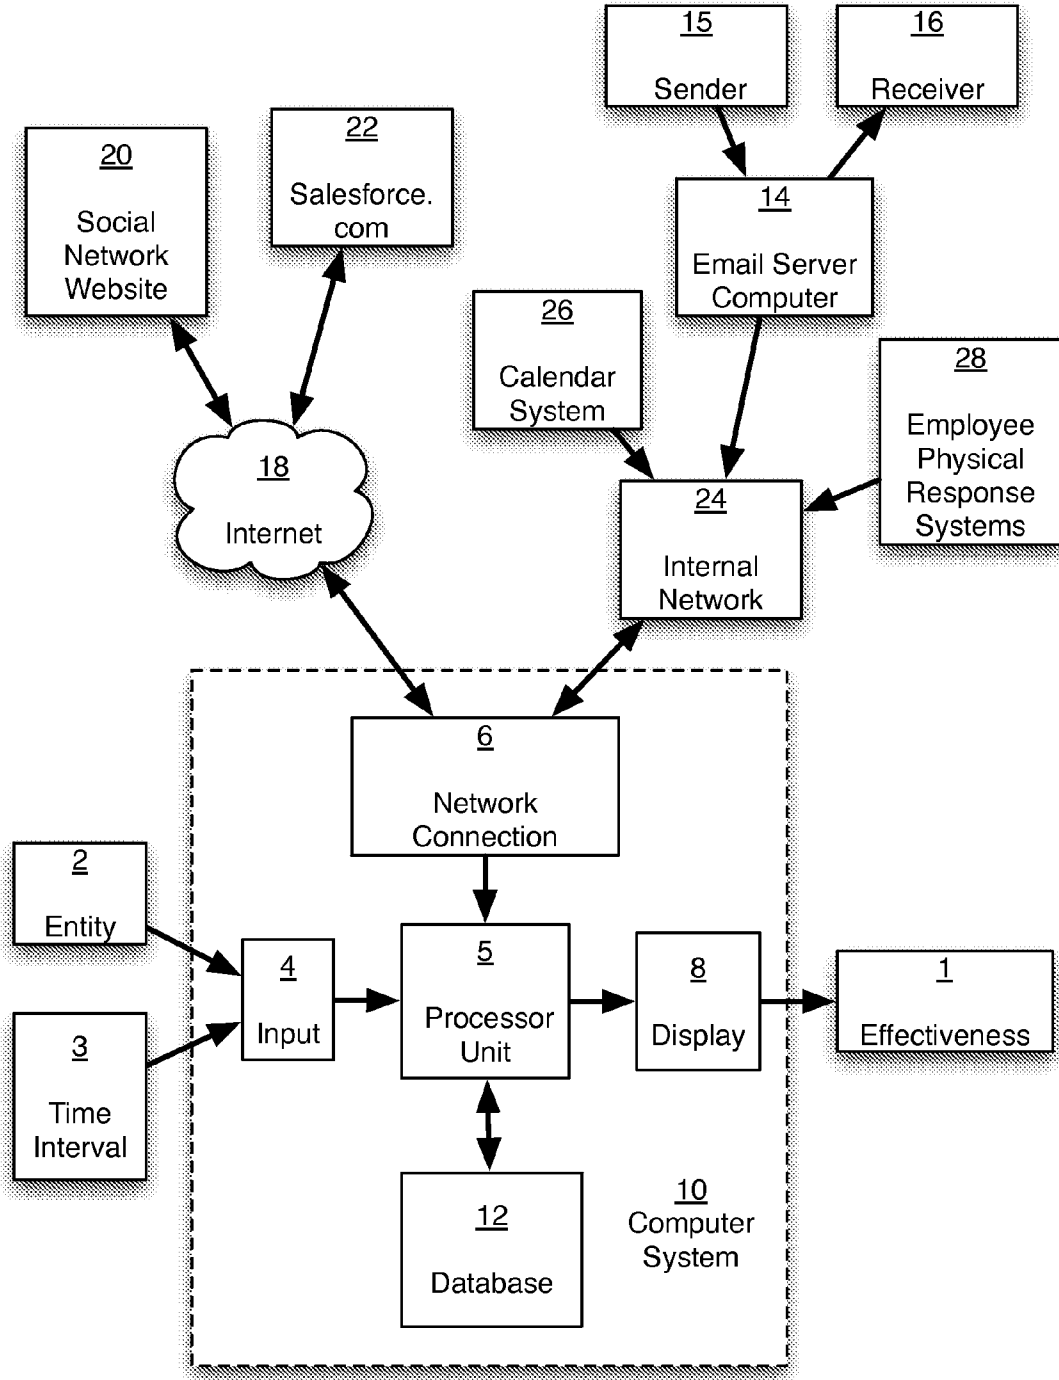 15
Sender
16
Receiver
20
Social
Network
Website
22
Salesforce.
com
14
Email Server
Computer
26
Calendar
System
28
Employee
Physical
Response
Systems
18
Internet
24
Internal
Network
6
Network
Connection
2
Entity
4
Input
5
Processor
Unit
8
Display
1
Effectiveness
3
Time
Interval
12
Database
10
Computer
System